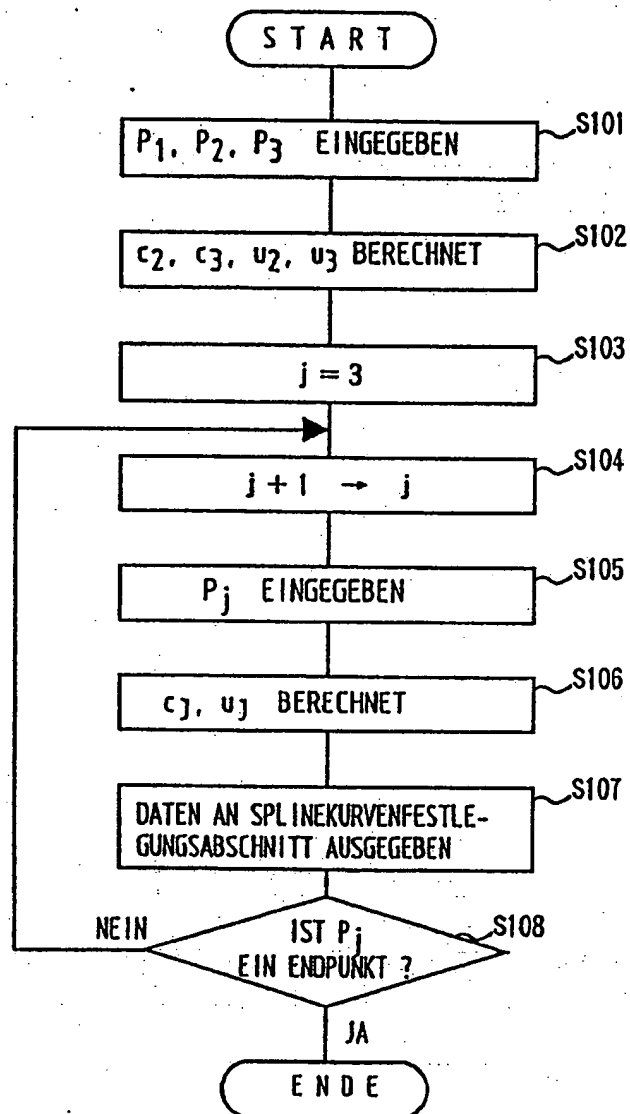 START
P1, P2, P3 EINGEGEBEN
S101
c2, c3, u2, u3 BERECHNET
S102
j = 3
S103
j + 1 → j
S104
Pj EINGEGEBEN
S105
cj, uj BERECHNET
S106
DATEN AN SPLINEKURVENFESTLE-
GUNGSABSCHNITT AUSGEGEBEN
S107
NEIN
IST Pj
EIN ENDPUNKT ?
S108
JA
ENDE